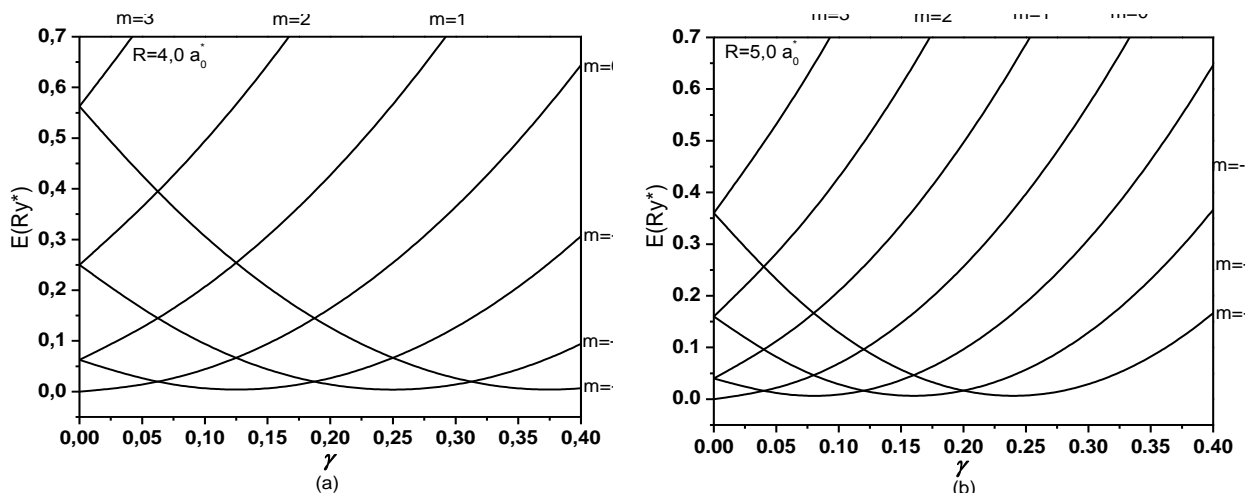 m=3 m=2 m=1
0,7
0,6
0,5
0,4
0,3
0,2
0,1
0,0
E(Ry*)
R=4,0 a₀*
m=
m=-
m=-
m=-
0,00 0,05 0,10 0,15 0,20 0,25 0,30 0,35 0,40
γ
(a)
m=2 m=1
0.7
0.6
0.5
0.4
0.3
0.2
0.1
0.0
E(Ry*)
R=5,0 a₀*
m=-
m=-
m=-
0.00 0.05 0.10 0.15 0.20 0.25 0.30 0.35 0.40
γ
(b)